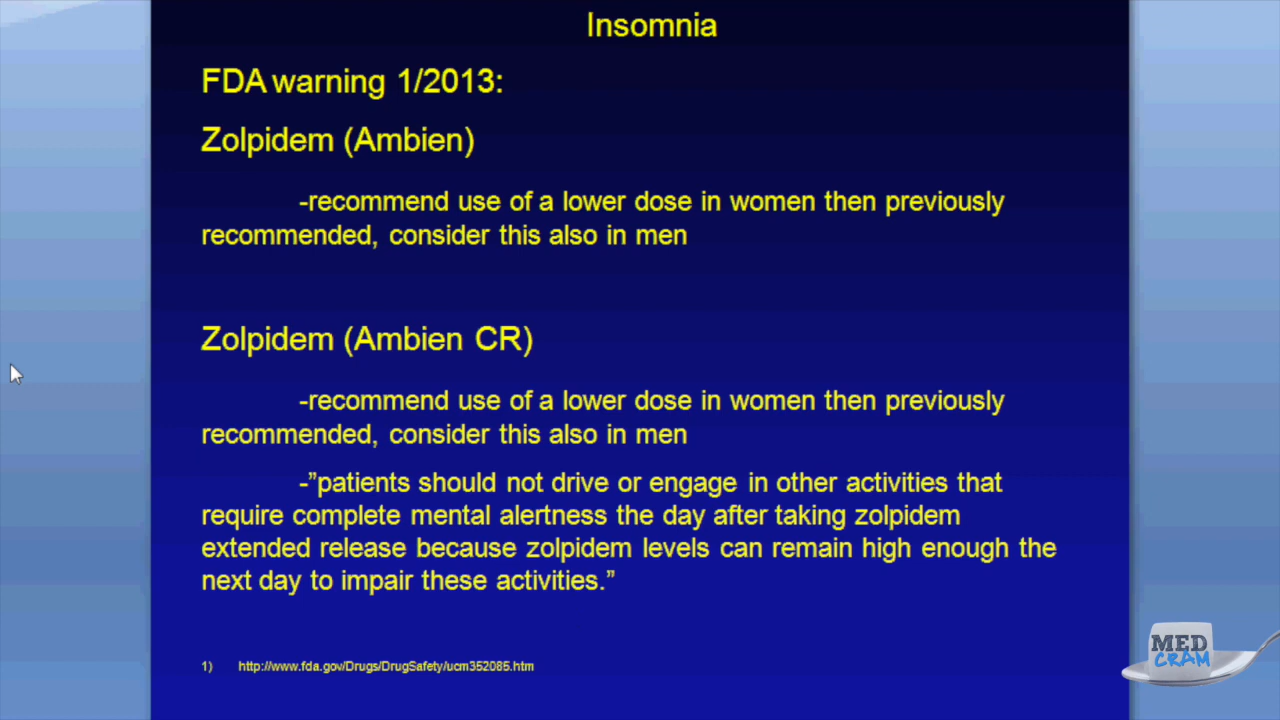 Insomnia
FDA warning 1/2013:
Zolpidem (Ambien)
-recommend use of a lower dose in women then previously
recommended, consider this also in men
Zolpidem (Ambien CR)
-recommend use of a lower dose in women then previously
recommended, consider this also in men
-”patients should not drive or engage in other activities that
require complete mental alertness the day after taking zolpidem
extended release because zolpidem levels can remain high enough the
next day to impair these activities.”
1) http://www.fda.gov/Drugs/DrugSafety/ucm352085.htm
MED
CRAM